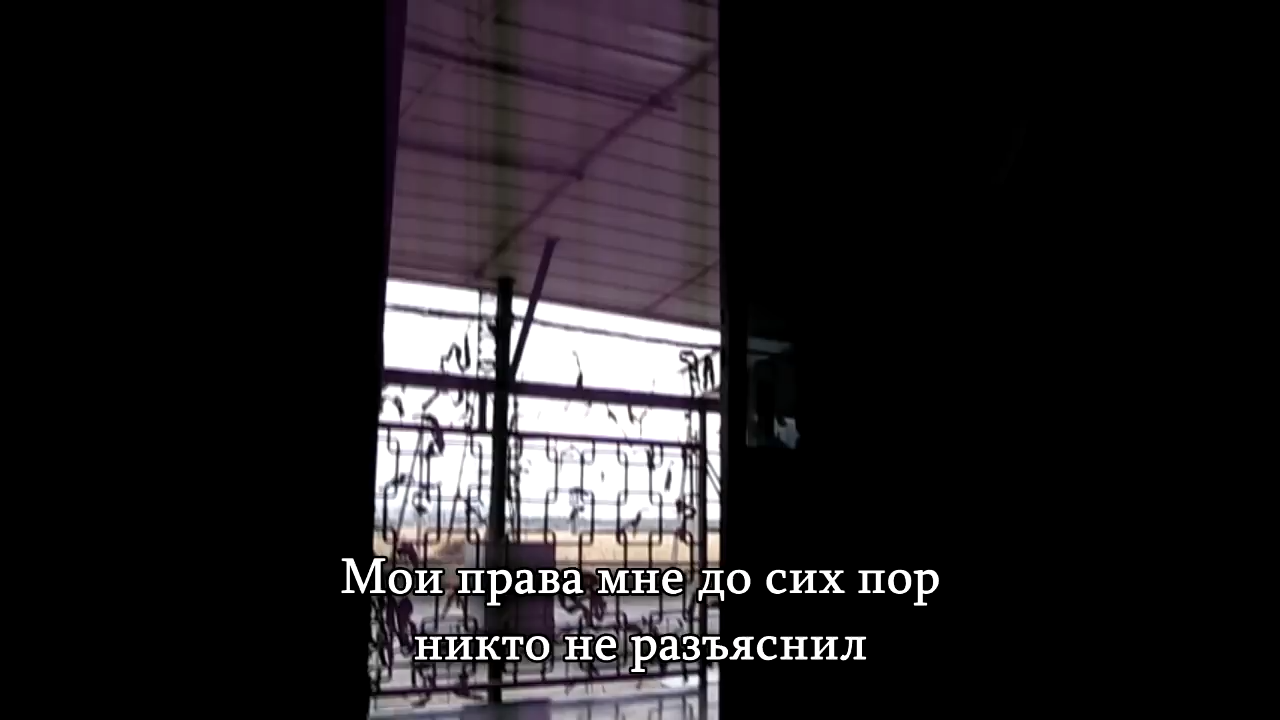 Мои права мне до сих пор
никто не разъяснил